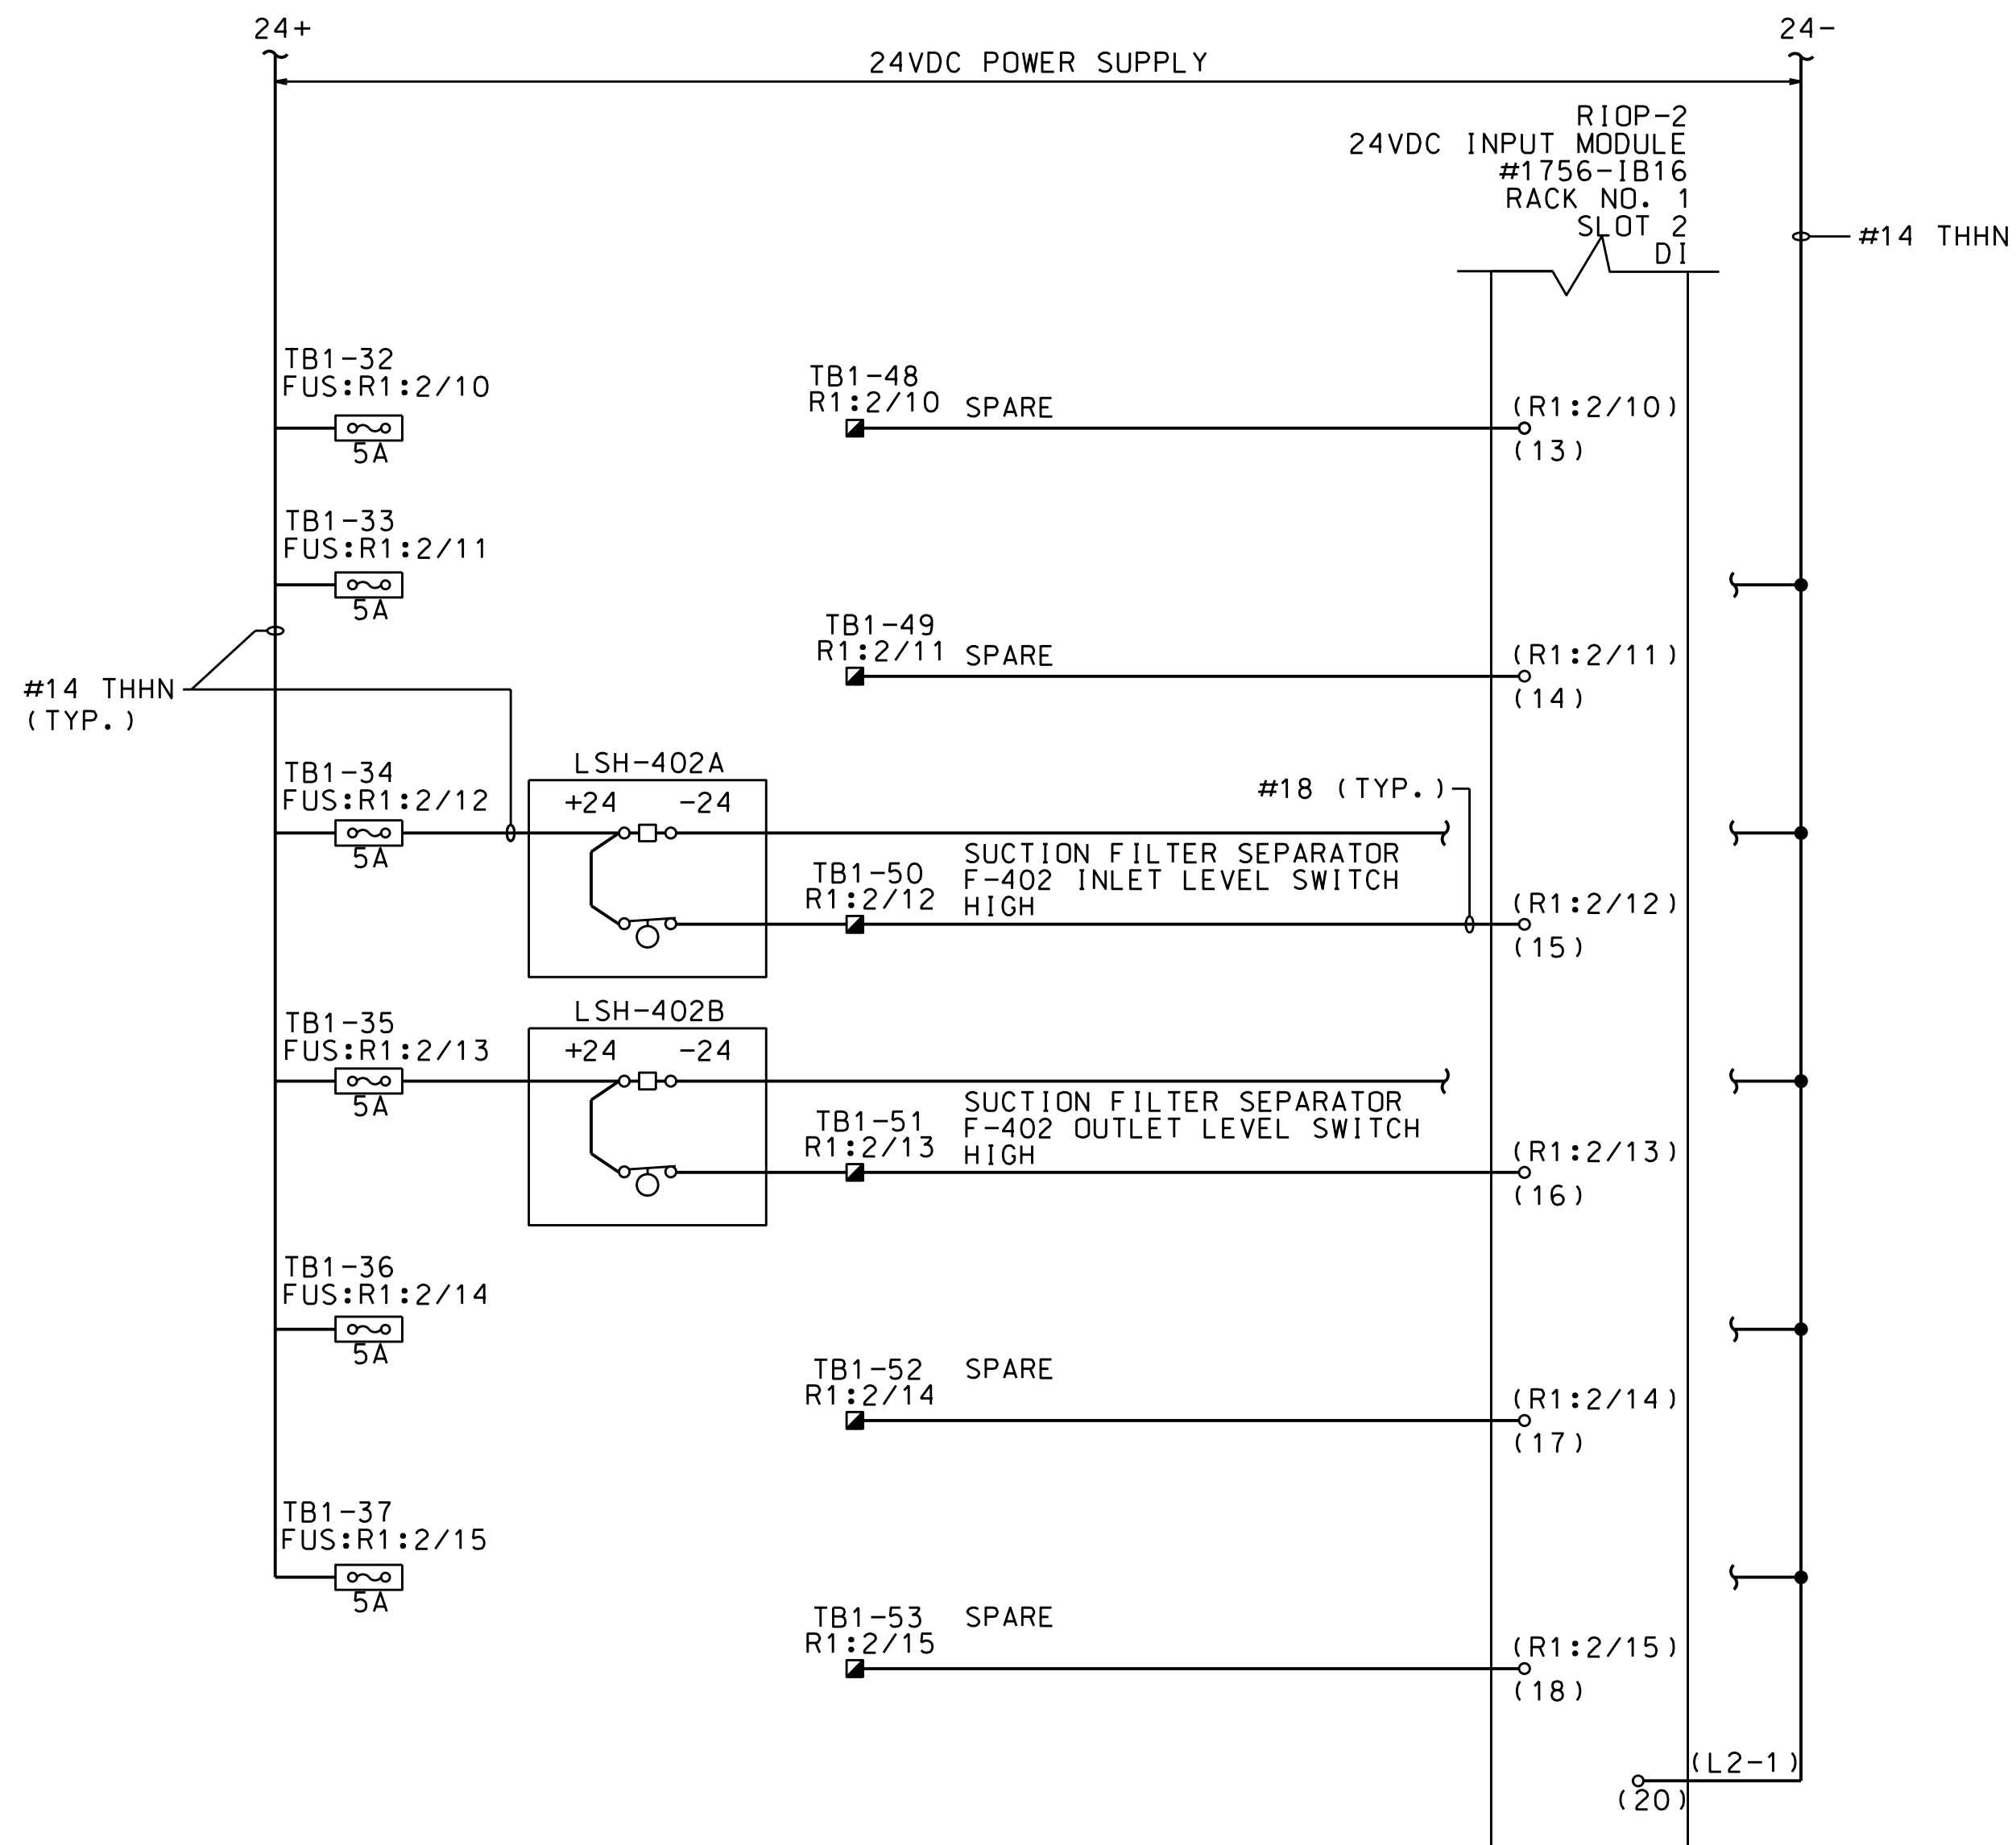 24+
24-
24VDC POWER SUPPLY
RIOP-2
24VDC INPUT MODULE
#1756-IB16
RACK NO. 1
SLOT 2
DI
#14 THHN
TB1-32
FUS:R1:2/10
5A
TB1-48
R1:2/10
SPARE
(R1:2/10)
(13)
TB1-33
FUS:R1:2/11
5A
TB1-49
R1:2/11
SPARE
(R1:2/11)
(14)
#14 THHN
(TYP.)
TB1-34
FUS:R1:2/12
5A
LSH-402A
+24
-24
#18 (TYP.)
TB1-50
R1:2/12
SUCTION FILTER SEPARATOR
F-402 INLET LEVEL SWITCH
HIGH
(R1:2/12)
(15)
TB1-35
FUS:R1:2/13
5A
LSH-402B
+24
-24
TB1-51
R1:2/13
SUCTION FILTER SEPARATOR
F-402 OUTLET LEVEL SWITCH
HIGH
(R1:2/13)
(16)
TB1-36
FUS:R1:2/14
5A
TB1-52
R1:2/14
SPARE
(R1:2/14)
(17)
TB1-37
FUS:R1:2/15
5A
TB1-53
R1:2/15
SPARE
(R1:2/15)
(18)
(L2-1)
(20)